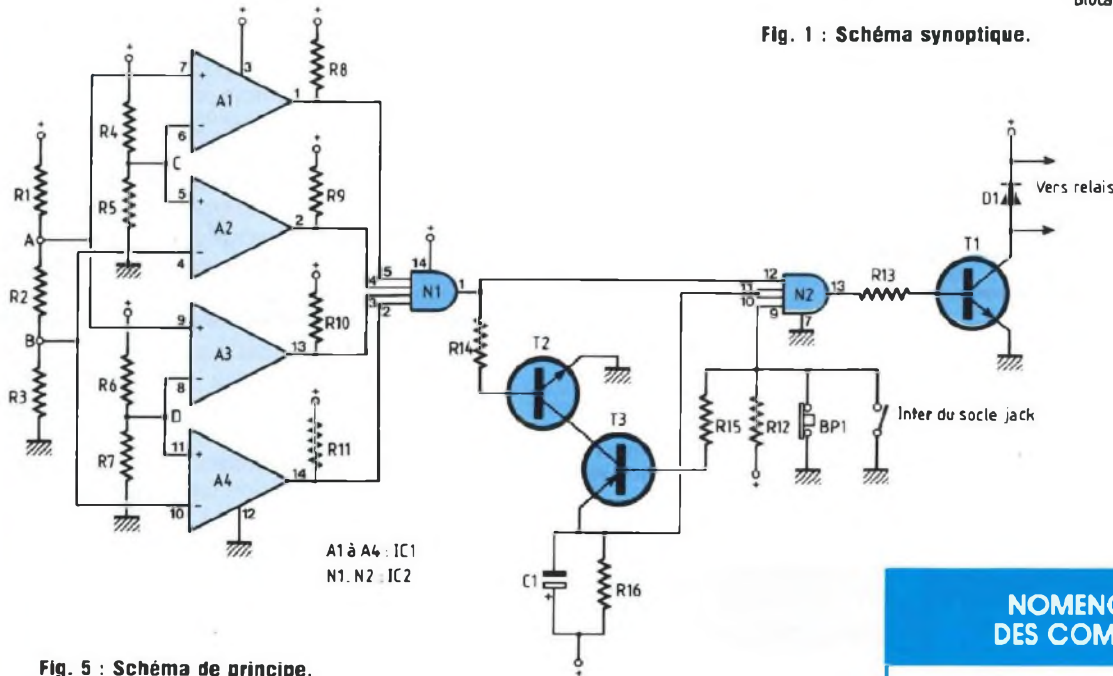 Fig. 1 : Schéma synoptique.
R8
7
3
+
A1
1
-
6
R4
C
R1
R5
5
+
A2
2
-
4
R9
A
R2
B
R3
9
+
A3
13
-
8
R10
R6
D
R7
11
+
A4
14
-
10
12
R11
5
4
3
2
14
N1
1
12
11
10
9
N2
13
7
R13
T1
D1
Vers relais
R14
T2
T3
R15
R12
BP1
Inter du socle jack
C1
+
R16
A1 à A4 : IC1
N1. N2 : IC2
Fig. 5 : Schéma de principe.
NOMENC
DES COM